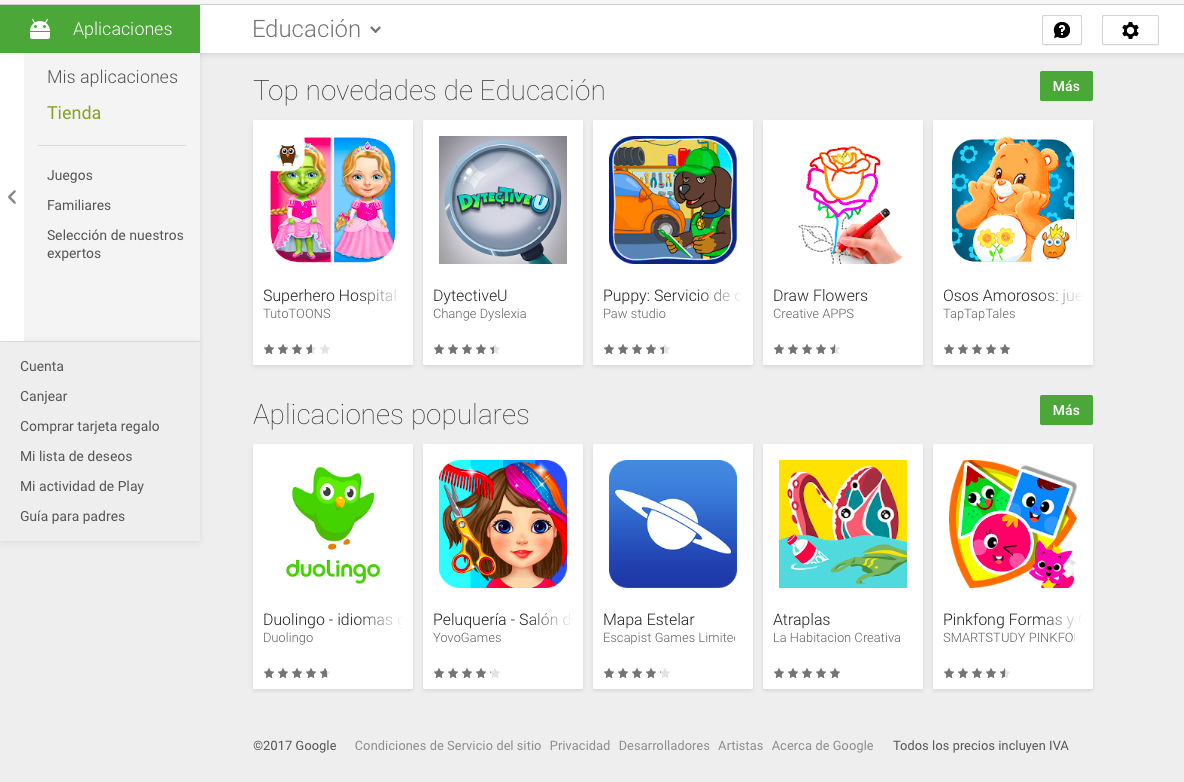 Aplicaciones
Educación
Mis aplicaciones
Tienda
Juegos
Familiares
Selección de nuestros
expertos
Cuenta
Canjear
Comprar tarjeta regalo
Mi lista de deseos
Mi actividad de Play
Guía para padres
Top novedades de Educación
Más
DYTECTIVEU
Superhero Hospital
TutoTOONS
DytectiveU
Change Dyslexia
Puppy: Servicio de c
Paw studio
Draw Flowers
Creative APPS
Osos Amorosos: jue
TapTapTales
Aplicaciones populares
Más
duolingo
Duolingo - idiomas g
Duolingo
Peluquería - Salón d
YovoGames
Mapa Estelar
Escapist Games Limited
Atraplas
La Habitacion Creativa
Pinkfong Formas y C
SMARTSTUDY PINKFO
©2017 Google Condiciones de Servicio del sitio Privacidad Desarrolladores Artistas Acerca de Google Todos los precios incluyen IVA